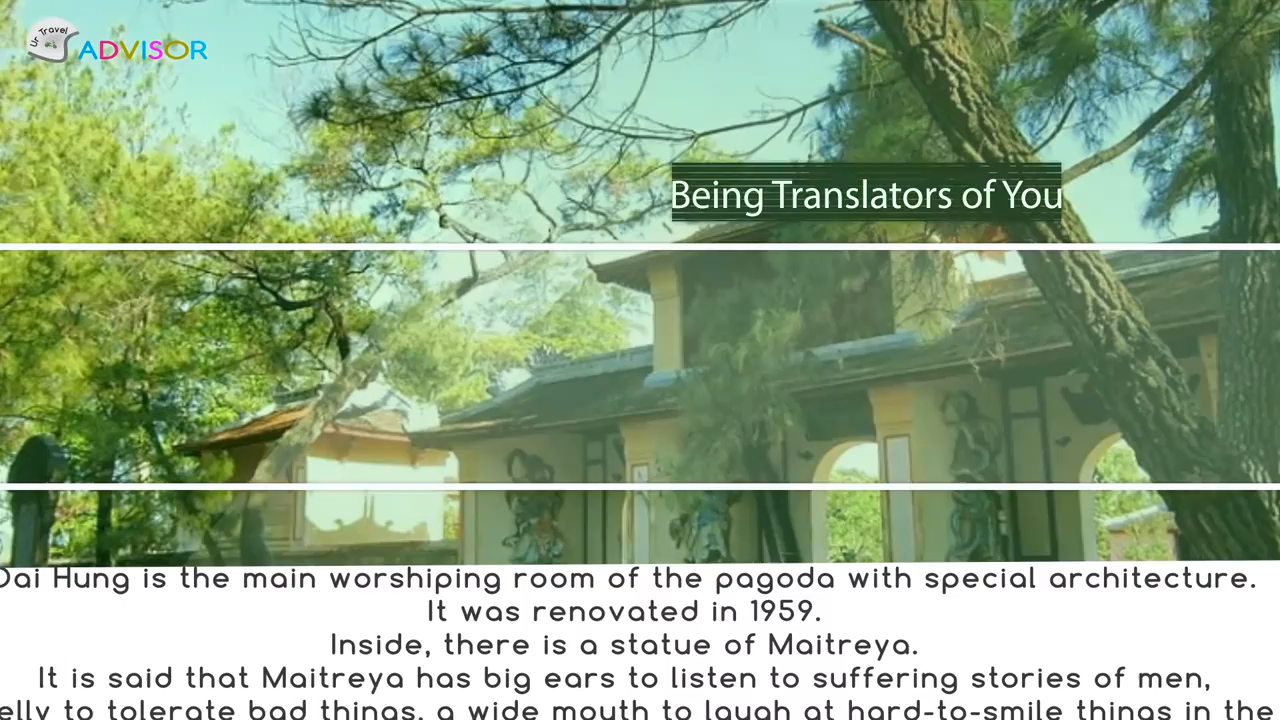 Ur Travel
ADVISOR
Being Translators of You
Dai Hung is the main worshiping room of the pagoda with special architecture.
It was renovated in 1959.
Inside, there is a statue of Maitreya.
It is said that Maitreya has big ears to listen to suffering stories of men,
elly to tolerate bad things, a wide mouth to laugh at hard-to-smile things in the